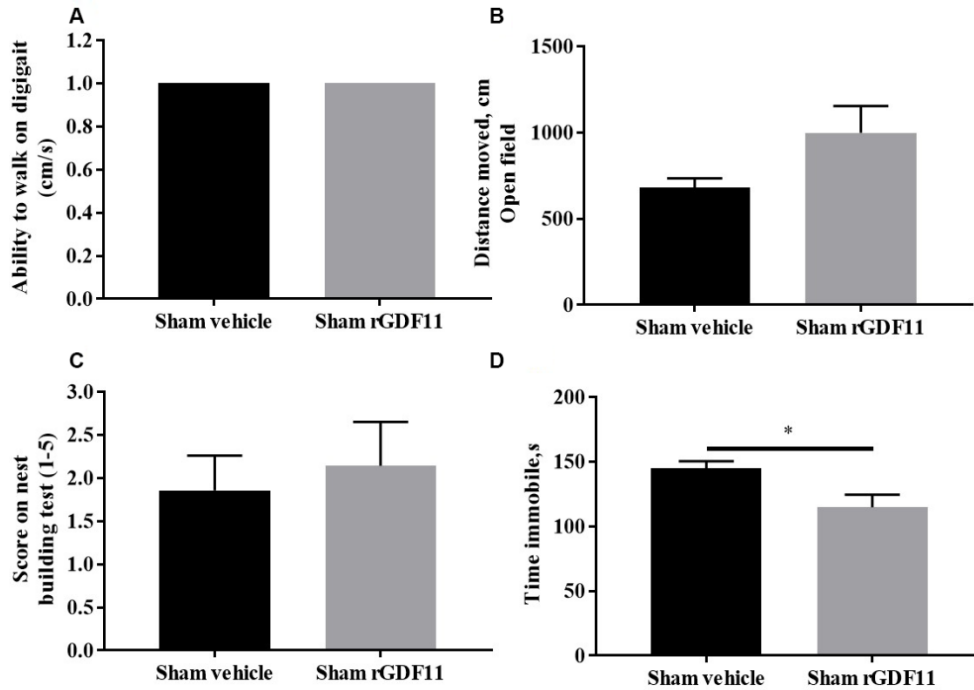 A
Ability to walk on digigait
(cm/s)
1.2
1.0
0.8
0.6
0.4
0.2
0.0
Sham vehicle
Sham rGDF11
B
Distance moved, cm
Open field
1500
1000
500
0
Sham vehicle
Sham rGDF11
C
Score on nest
building test (1-5)
3.0
2.5
2.0
1.5
1.0
0.5
0.0
Sham vehicle
Sham rGDF11
D
Time immobile,s
200
150
100
50
0
*
Sham vehicle
Sham rGDF11